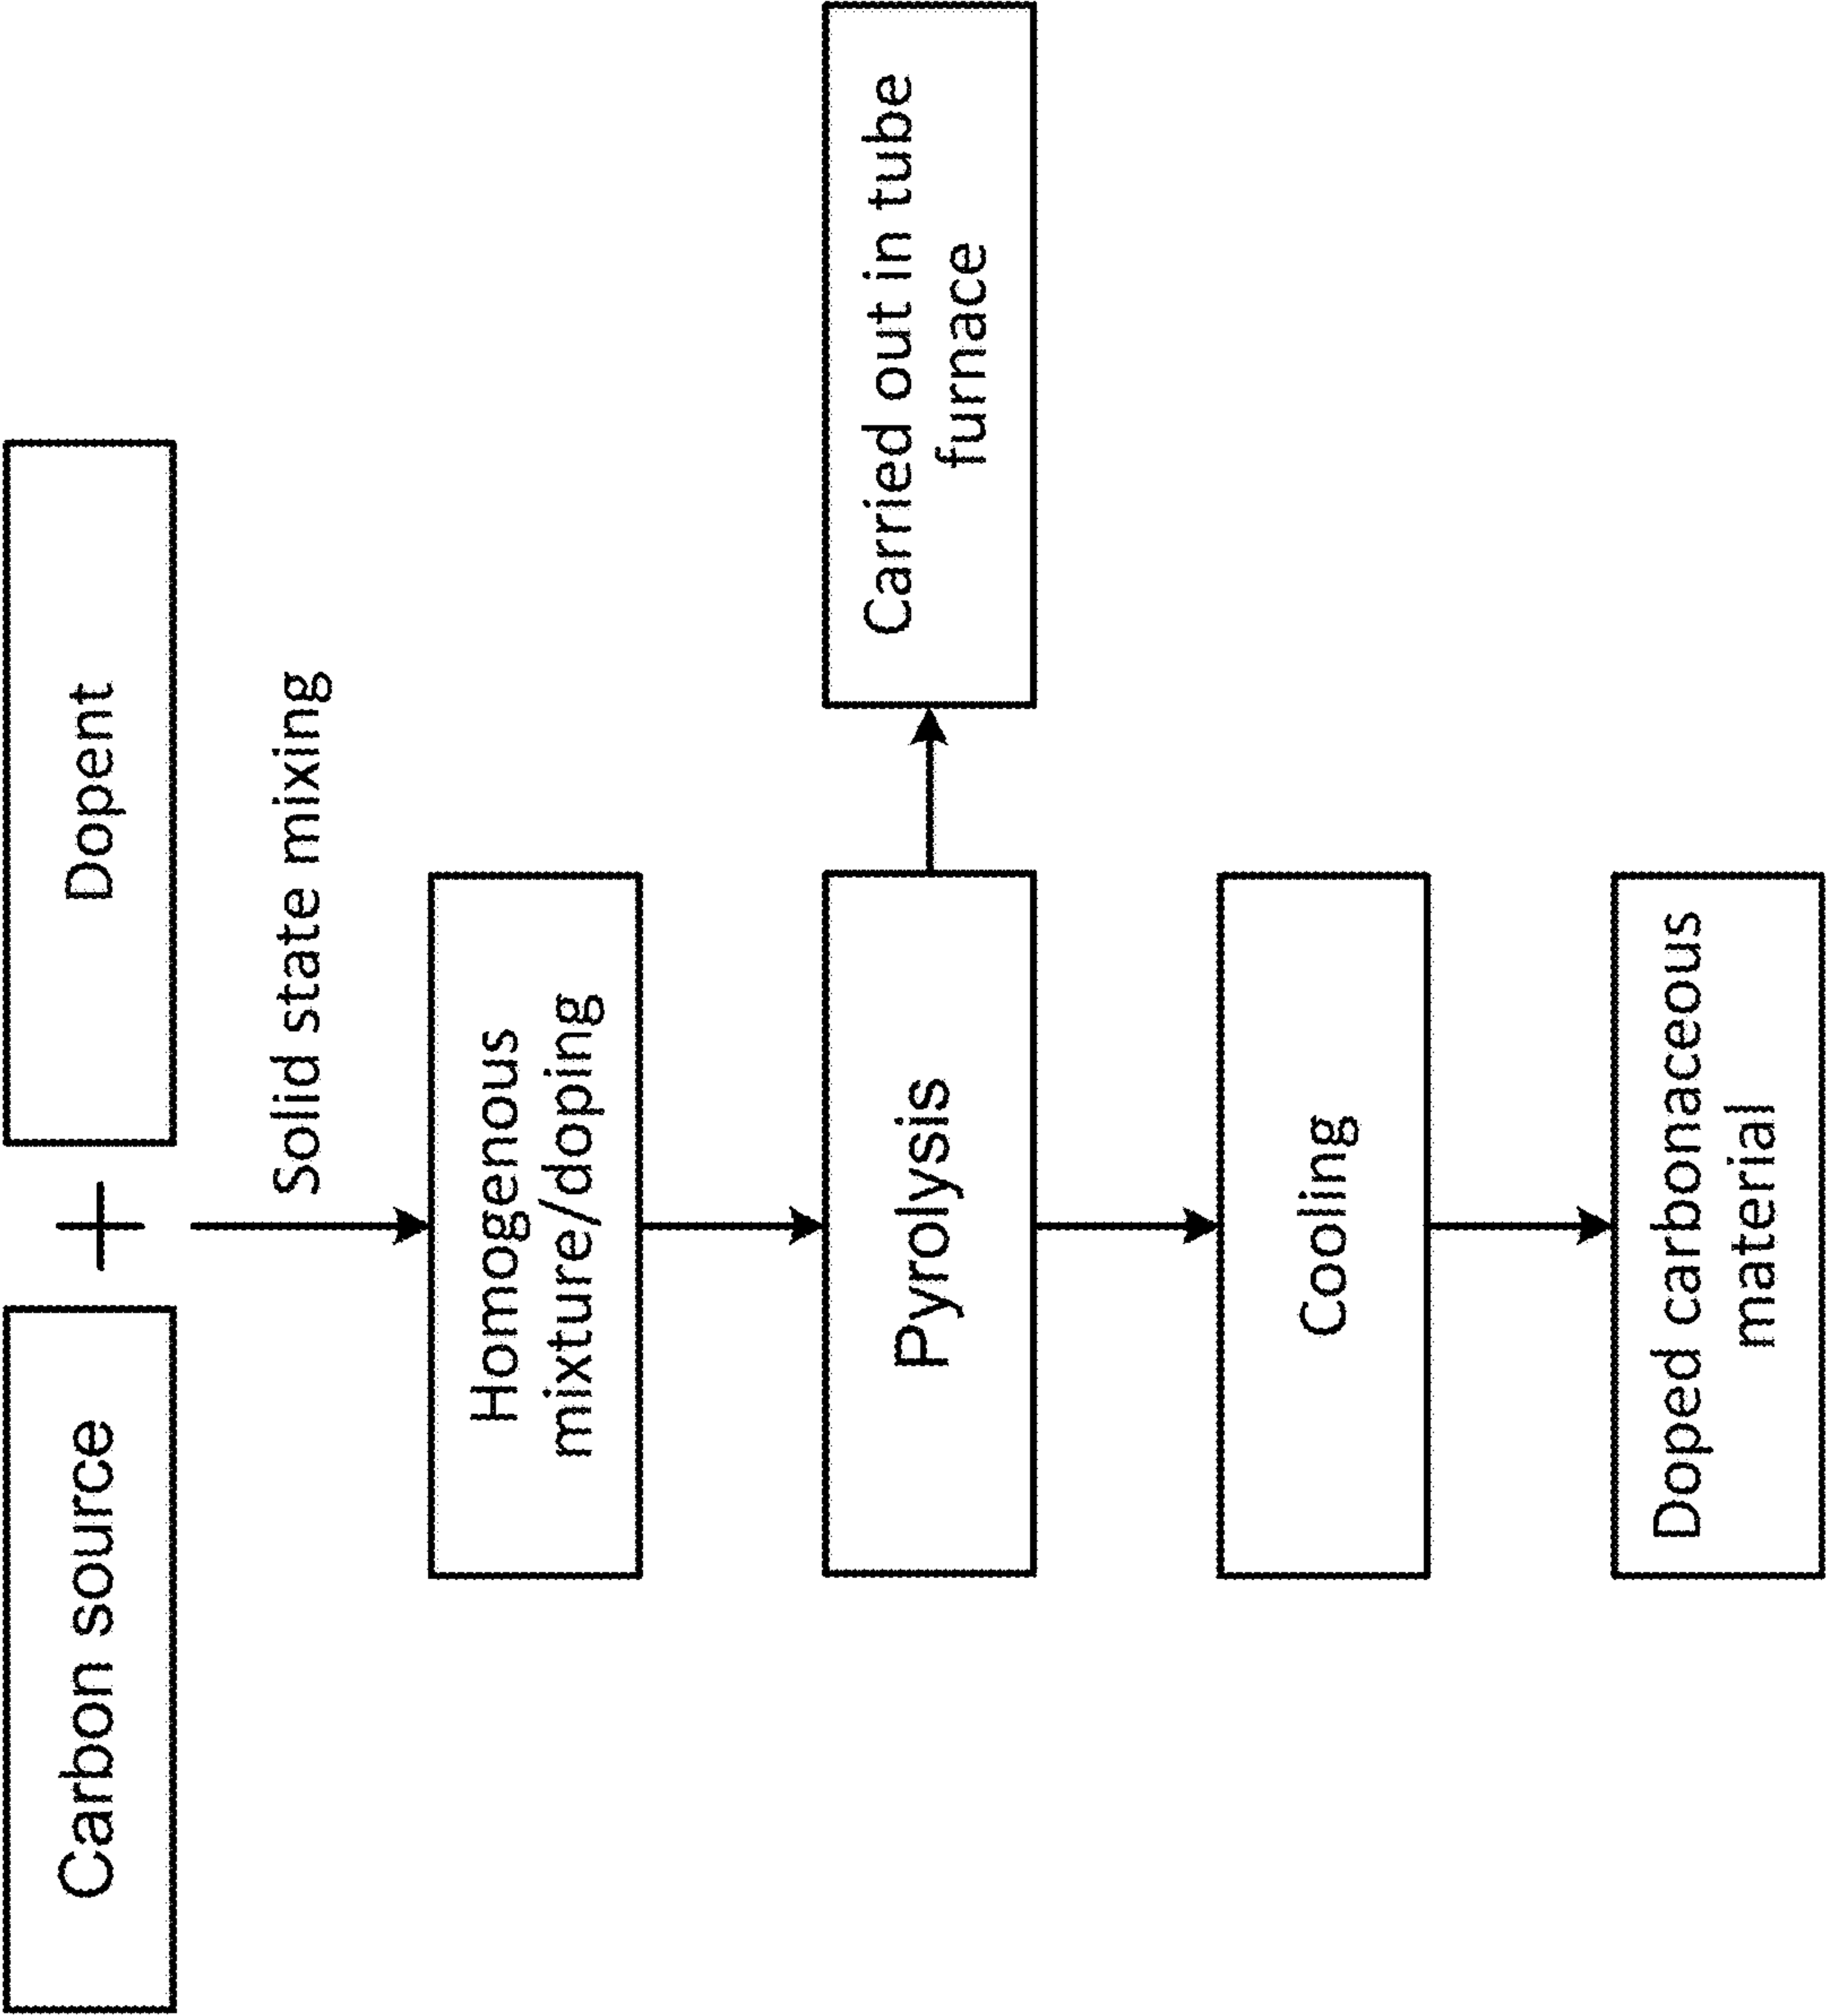 Carbon source
+
Dopent
Solid state mixing
Homogenous
mixture/doping
Pyrolysis
Carried out in tube
furnace
Cooling
Doped carbonaceous
material